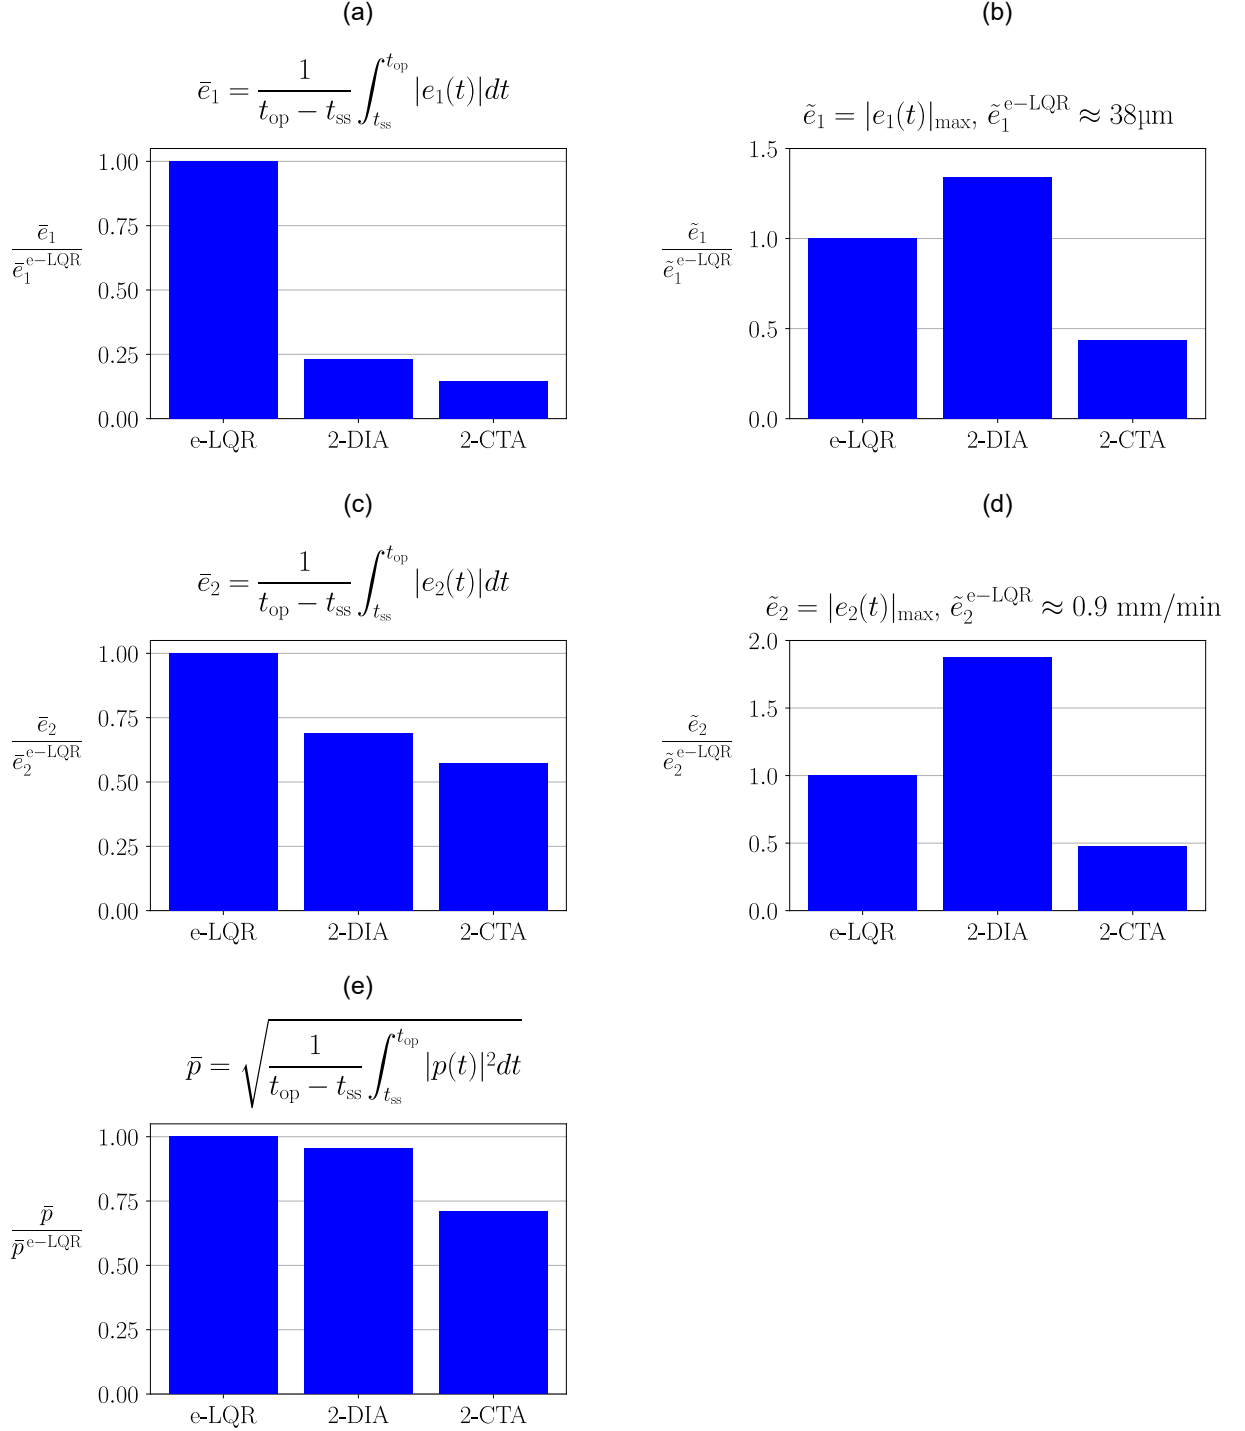 (a)
ē₁ = 1/(t_op − t_ss) ∫_{t_ss}^{t_op} |e₁(t)|dt
ē₁/ē₁^{e−LQR}
1.00
0.75
0.50
0.25
0.00
e-LQR 2-DIA 2-CTA
(b)
ẽ₁ = |e₁(t)|_max, ẽ₁^{e−LQR} ≈ 38µm
ẽ₁/ẽ₁^{e−LQR}
1.5
1.0
0.5
0.0
e-LQR 2-DIA 2-CTA
(c)
ē₂ = 1/(t_op − t_ss) ∫_{t_ss}^{t_op} |e₂(t)|dt
ē₂/ē₂^{e−LQR}
1.00
0.75
0.50
0.25
0.00
e-LQR 2-DIA 2-CTA
(d)
ẽ₂ = |e₂(t)|_max, ẽ₂^{e−LQR} ≈ 0.9 mm/min
ẽ₂/ẽ₂^{e−LQR}
2.0
1.5
1.0
0.5
0.0
e-LQR 2-DIA 2-CTA
(e)
p̄ = √(1/(t_op − t_ss) ∫_{t_ss}^{t_op} |p(t)|²dt)
p̄/p̄^{e−LQR}
1.00
0.75
0.50
0.25
0.00
e-LQR 2-DIA 2-CTA